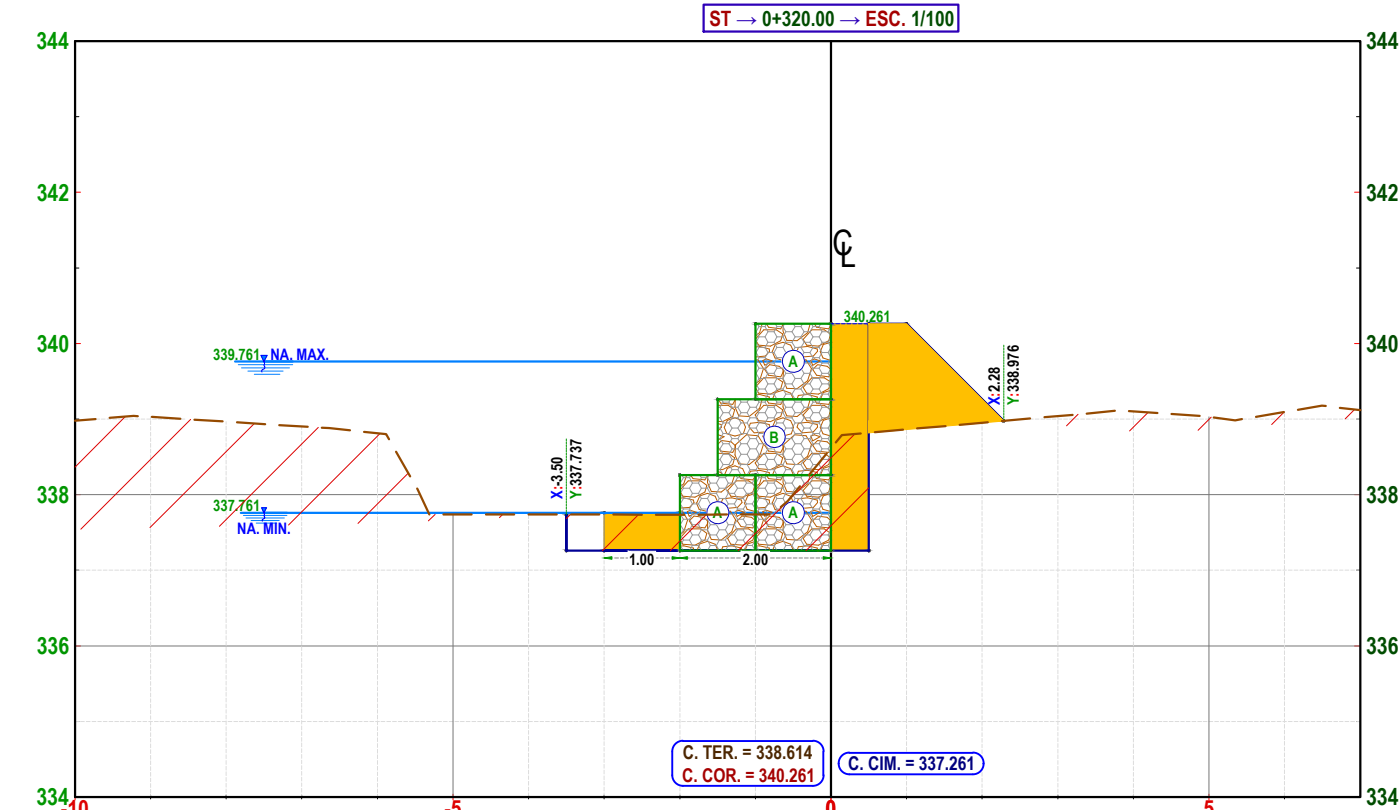 ST → 0+320.00 → ESC. 1/100
344
344
342
342
℄
340.261
340
340
339.761
NA. MAX.
X:2.28
Y:338.976
A
B
X:-3.50
Y:337.737
338
338
337.761
NA. MIN.
A
A
1.00
2.00
336
336
C. TER. = 338.614
C. COR. = 340.261
C. CIM. = 337.261
334
334
-10
-5
0
5